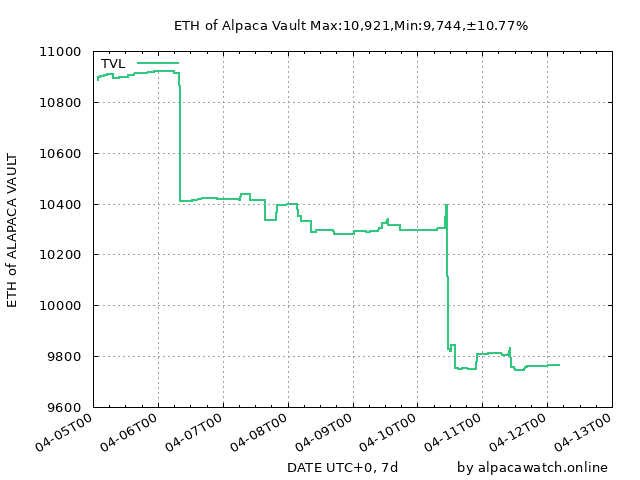 ETH of Alpaca Vault Max:10,921,Min:9,744,±10.77%
TVL
11000
10800
10600
10400
10200
10000
9800
9600
ETH of ALAPACA VAULT
04-05T00
04-06T00
04-07T00
04-08T00
04-09T00
04-10T00
04-11T00
04-12T00
04-13T00
DATE UTC+0, 7d
by alpacawatch.online